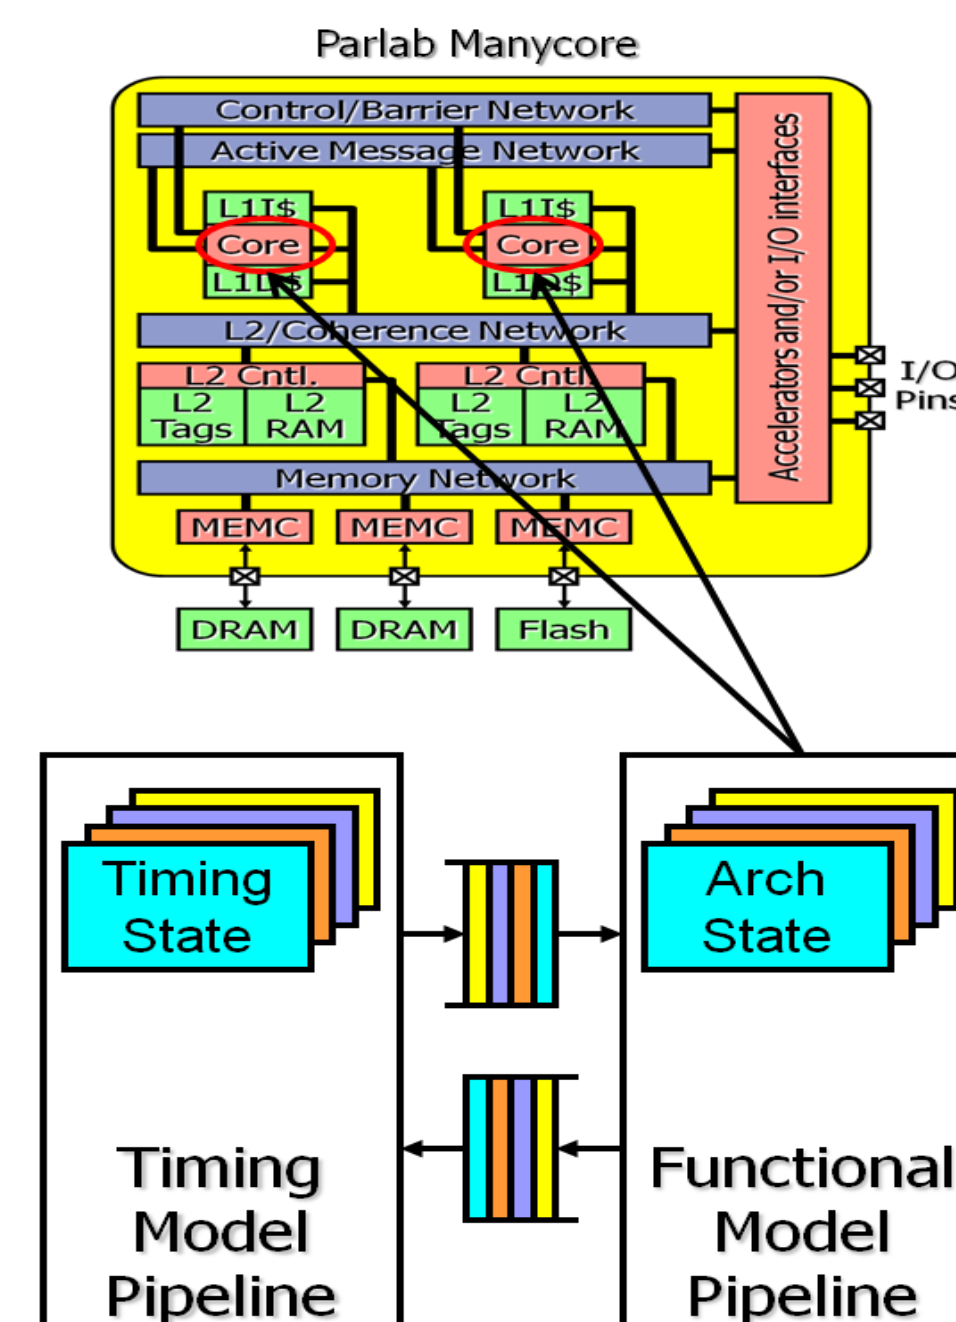 Parlab Manycore
Control/Barrier Network
Active Message Network
L1I$
L1I$
Core
Core
L1D$
L1D$
Accelerators and/or I/O interfaces
L2/Coherence Network
L2 Cntl.
L2 Cntl.
L2
Tags
L2
RAM
L2
Tags
L2
RAM
I/O
Pins
Memory Network
MEMC
MEMC
MEMC
DRAM
DRAM
Flash
Timing
State
Arch
State
Timing
Model
Pipeline
Functional
Model
Pipeline